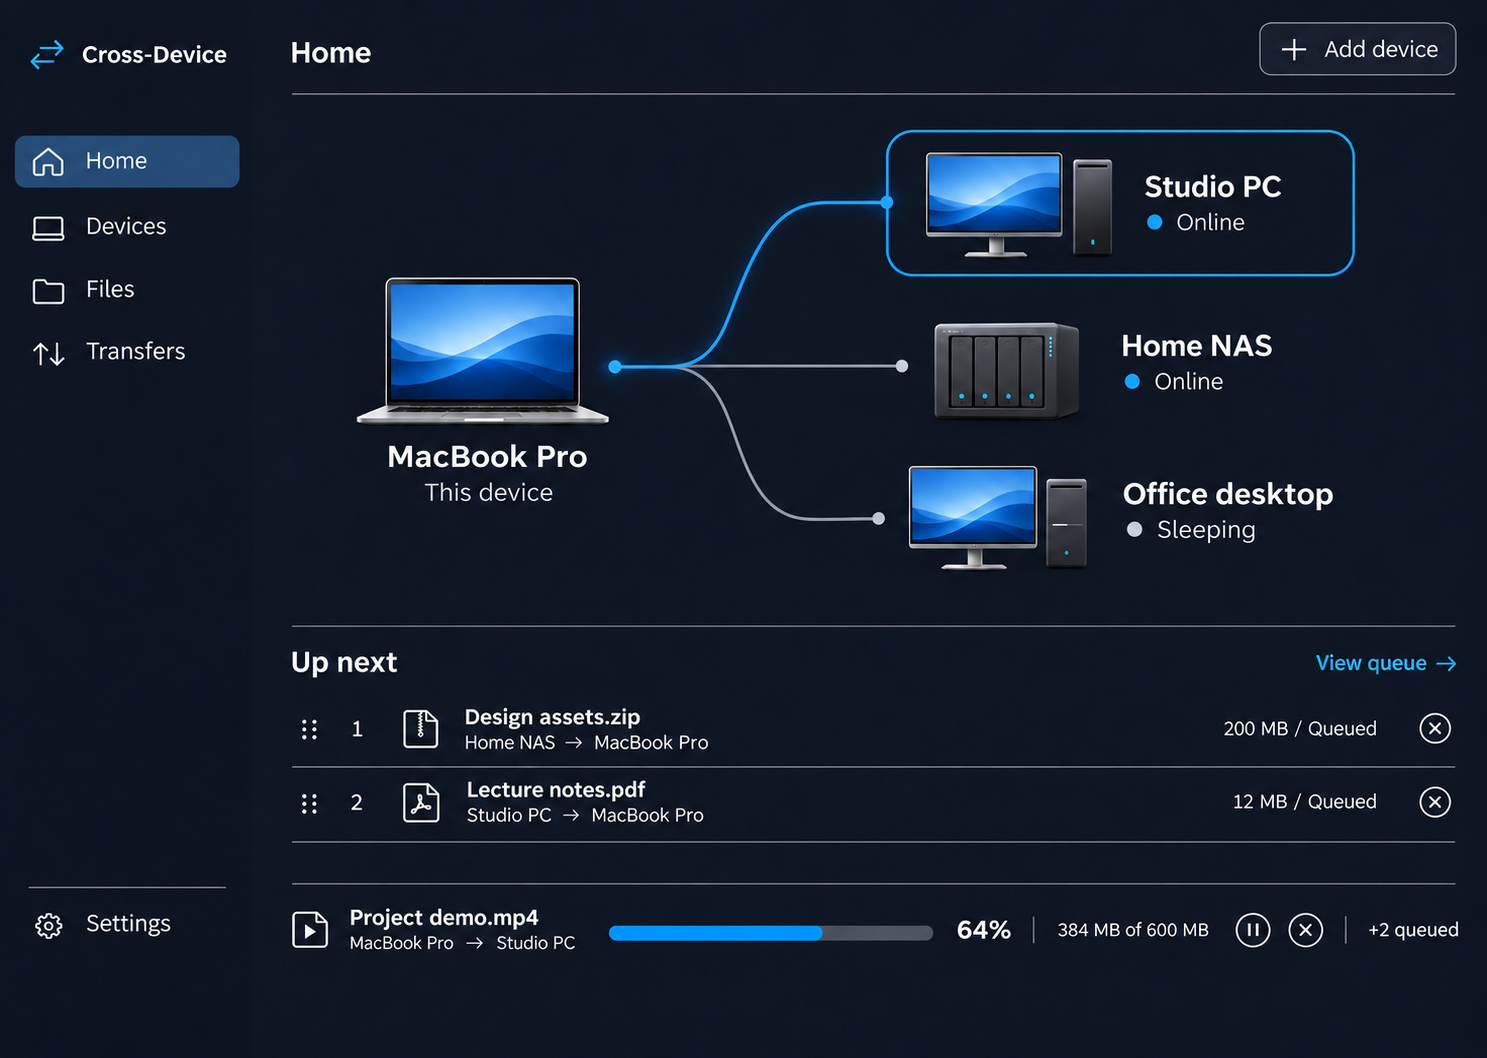 Cross-Device
Home
Devices
Files
Transfers
Settings
Home
Add device
MacBook Pro
This device
Studio PC
Online
Home NAS
Online
Office desktop
Sleeping
Up next
View queue →
1
Design assets.zip
Home NAS → MacBook Pro
200 MB / Queued
2
Lecture notes.pdf
Studio PC → MacBook Pro
12 MB / Queued
Project demo.mp4
MacBook Pro → Studio PC
64%
384 MB of 600 MB
+2 queued